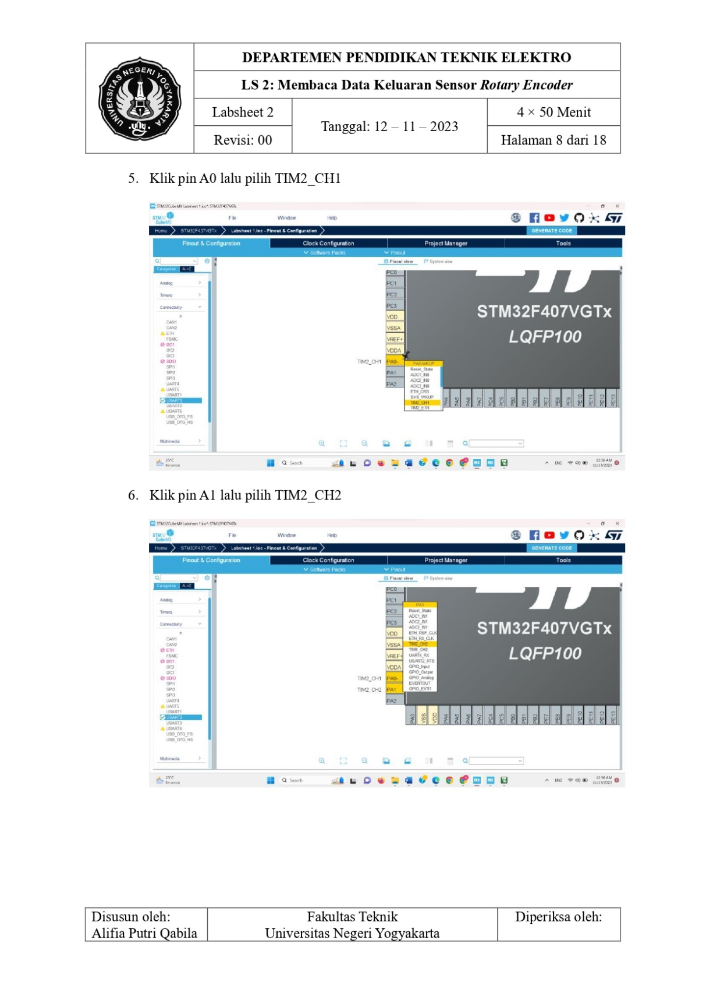 UNIVERSITAS NEGERI YOGYAKARTA
uny
DEPARTEMEN PENDIDIKAN TEKNIK ELEKTRO
LS 2: Membaca Data Keluaran Sensor Rotary Encoder
Labsheet 2
Tanggal: 12 – 11 – 2023
4 × 50 Menit
Revisi: 00
Halaman 8 dari 18
5. Klik pin A0 lalu pilih TIM2_CH1
STM32CubeMX Labsheet 1.ioc*: STM32F407VGTx
STM32 CubeMX
File Window Help
Home STM32F407VGTx Labsheet 1.ioc - Pinout & Configuration GENERATE CODE
Pinout & Configuration Clock Configuration Project Manager Tools
Software Packs Pinout
Pinout view System view
Categories A->Z
Analog
Timers
Connectivity
CAN1
CAN2
ETH
FSMC
I2C1
I2C2
I2C3
SDIO
SPI1
SPI2
SPI3
UART4
UART5
USART1
USART2
USART3
USART6
USB_OTG_FS
USB_OTG_HS
Multimedia
PC0
PC1
PC2
PC3
VDD
VSSA
VREF+
VDDA
TIM2_CH1 PA0-
PA1
PA2
PA0-WKUP
Reset_State
ADC1_IN0
ADC2_IN0
ADC3_IN0
ETH_CRS
SYS_WKUP
TIM2_CH1
TIM2_ETR
STM32F407VGTx
LQFP100
PA4 PA5 PA6 PA7 PC4 PC5 PB0 PB1 PB2 PE7 PE8 PE9 PE10 PE11 PE12 PE13
25°C
Berawan
Search
ENG
12:36 AM
11/13/2023
6. Klik pin A1 lalu pilih TIM2_CH2
STM32CubeMX Labsheet 1.ioc*: STM32F407VGTx
STM32 CubeMX
File Window Help
Home STM32F407VGTx Labsheet 1.ioc - Pinout & Configuration GENERATE CODE
Pinout & Configuration Clock Configuration Project Manager Tools
Software Packs Pinout
Pinout view System view
Categories A->Z
Analog
Timers
Connectivity
CAN1
CAN2
ETH
FSMC
I2C1
I2C2
I2C3
SDIO
SPI1
SPI2
SPI3
UART4
UART5
USART1
USART2
USART3
USART6
USB_OTG_FS
USB_OTG_HS
Multimedia
PC0
PC1
PC2
PC3
VDD
VSSA
VREF+
VDDA
TIM2_CH1 PA0-
TIM2_CH2 PA1
PA2
PA1
Reset_State
ADC1_IN1
ADC2_IN1
ADC3_IN1
ETH_REF_CLK
ETH_RX_CLK
TIM2_CH2
TIM5_CH2
UART4_RX
USART2_RTS
GPIO_Input
GPIO_Output
GPIO_Analog
EVENTOUT
GPIO_EXTI1
STM32F407VGTx
LQFP100
PA3 VSS VDD PA4 PA5 PA6 PA7 PC4 PC5 PB0 PB1 PB2 PE7 PE8 PE9 PE10 PE11 PE12 PE13
25°C
Berawan
Search
ENG
12:36 AM
11/13/2023
Disusun oleh:
Alifia Putri Qabila
Fakultas Teknik
Universitas Negeri Yogyakarta
Diperiksa oleh: